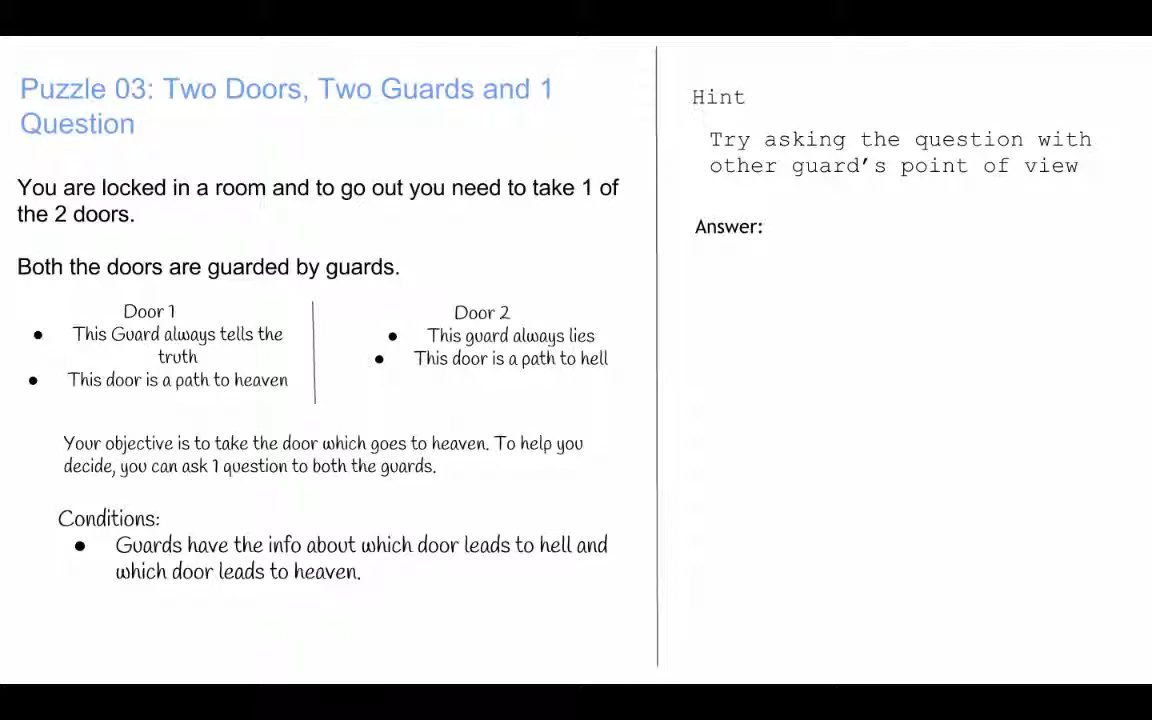 Puzzle 03: Two Doors, Two Guards and 1
Question
You are locked in a room and to go out you need to take 1 of
the 2 doors.
Both the doors are guarded by guards.
Door 1
● This Guard always tells the
truth
● This door is a path to heaven
Door 2
● This guard always lies
● This door is a path to hell
Your objective is to take the door which goes to heaven. To help you
decide, you can ask 1 question to both the guards.
Conditions:
● Guards have the info about which door leads to hell and
which door leads to heaven.
Hint
Try asking the question with
other guard's point of view
Answer: